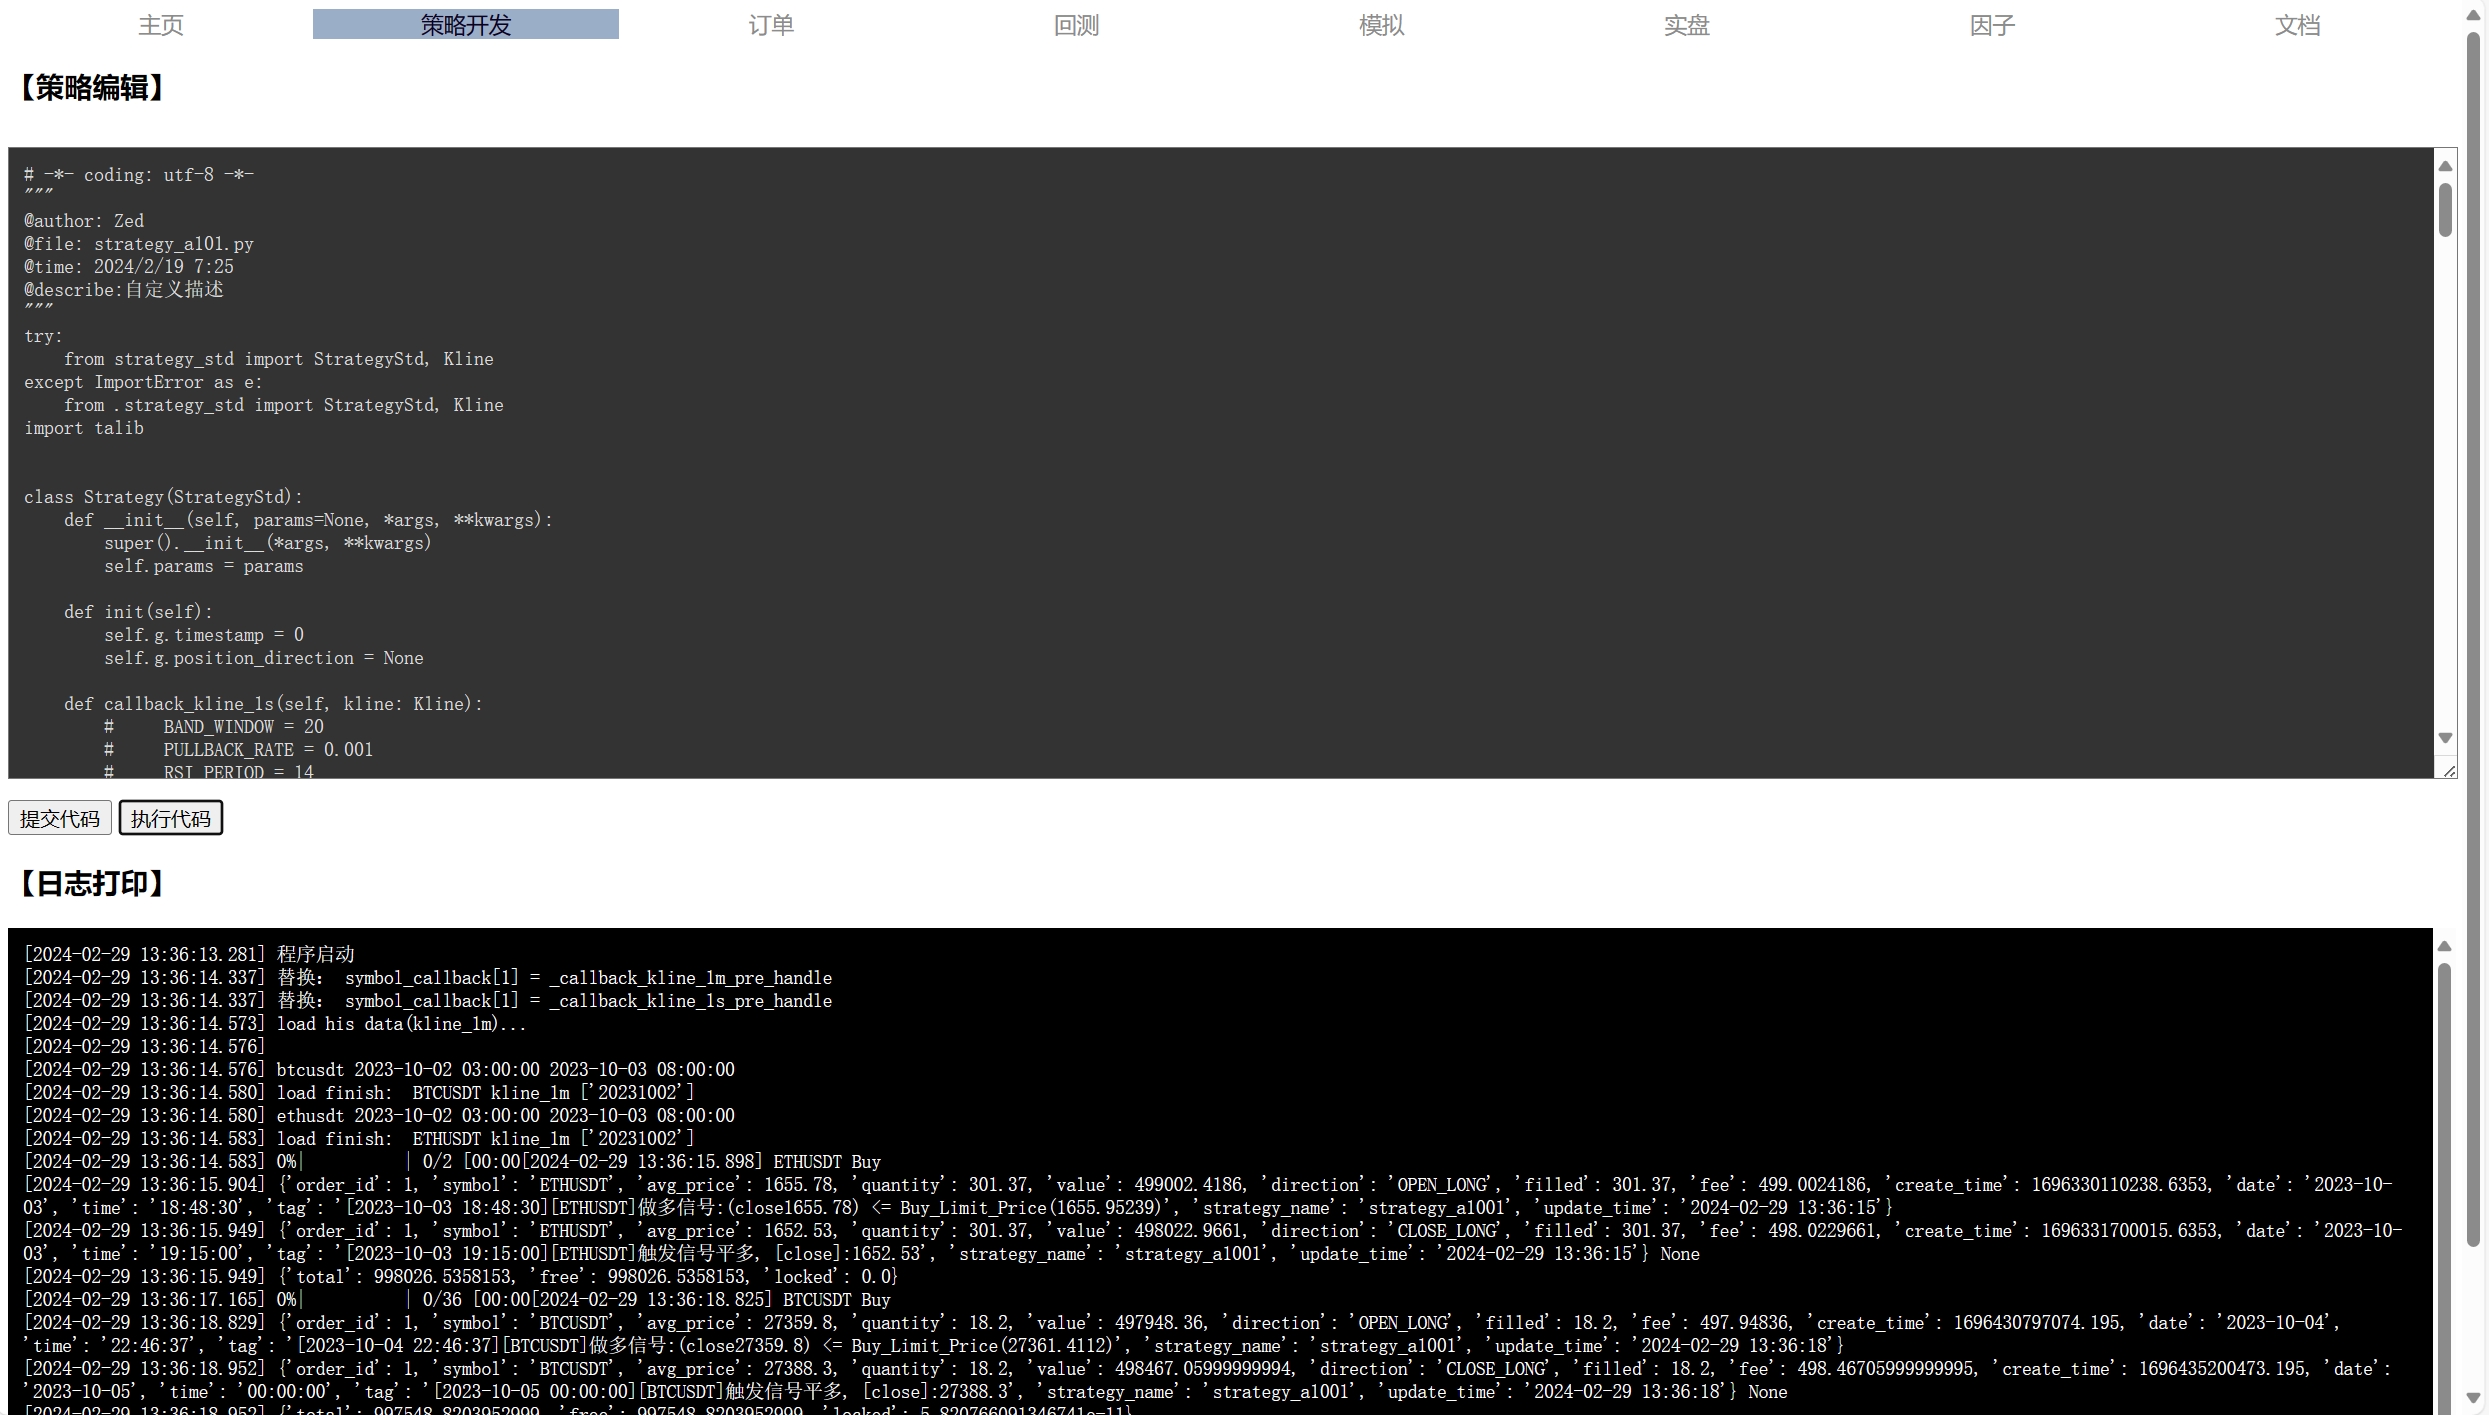 主页 策略开发 订单 回测 模拟 实盘 因子 文档
【策略编辑】
# -*- coding: utf-8 -*-
"""
@author: Zed
@file: strategy_a101.py
@time: 2024/2/19 7:25
@describe:自定义描述
"""
try:
    from strategy_std import StrategyStd, Kline
except ImportError as e:
    from .strategy_std import StrategyStd, Kline
import talib
class Strategy(StrategyStd):
    def __init__(self, params=None, *args, **kwargs):
        super().__init__(*args, **kwargs)
        self.params = params
    def init(self):
        self.g.timestamp = 0
        self.g.position_direction = None
    def callback_kline_1s(self, kline: Kline):
        #     BAND_WINDOW = 20
        #     PULLBACK_RATE = 0.001
        #     RSI_PERIOD = 14
提交代码 执行代码
【日志打印】
[2024-02-29 13:36:13.281] 程序启动
[2024-02-29 13:36:14.337] 替换： symbol_callback[1] = _callback_kline_1m_pre_handle
[2024-02-29 13:36:14.337] 替换： symbol_callback[1] = _callback_kline_1s_pre_handle
[2024-02-29 13:36:14.573] load his data(kline_1m)...
[2024-02-29 13:36:14.576]
[2024-02-29 13:36:14.576] btcusdt 2023-10-02 03:00:00 2023-10-03 08:00:00
[2024-02-29 13:36:14.580] load finish:  BTCUSDT kline_1m ['20231002']
[2024-02-29 13:36:14.580] ethusdt 2023-10-02 03:00:00 2023-10-03 08:00:00
[2024-02-29 13:36:14.583] load finish:  ETHUSDT kline_1m ['20231002']
[2024-02-29 13:36:14.583] 0%|          | 0/2 [00:00[2024-02-29 13:36:15.898] ETHUSDT Buy
[2024-02-29 13:36:15.904] {'order_id': 1, 'symbol': 'ETHUSDT', 'avg_price': 1655.78, 'quantity': 301.37, 'value': 499002.4186, 'direction': 'OPEN_LONG', 'filled': 301.37, 'fee': 499.0024186, 'create_time': 1696330110238.6353, 'date': '2023-10-
03', 'time': '18:48:30', 'tag': '[2023-10-03 18:48:30][ETHUSDT]做多信号:(close1655.78) <= Buy_Limit_Price(1655.95239)', 'strategy_name': 'strategy_a1001', 'update_time': '2024-02-29 13:36:15'}
[2024-02-29 13:36:15.949] {'order_id': 1, 'symbol': 'ETHUSDT', 'avg_price': 1652.53, 'quantity': 301.37, 'value': 498022.9661, 'direction': 'CLOSE_LONG', 'filled': 301.37, 'fee': 498.0229661, 'create_time': 1696331700015.6353, 'date': '2023-10-
03', 'time': '19:15:00', 'tag': '[2023-10-03 19:15:00][ETHUSDT]触发信号平多, [close]:1652.53', 'strategy_name': 'strategy_a1001', 'update_time': '2024-02-29 13:36:15'} None
[2024-02-29 13:36:15.949] {'total': 998026.5358153, 'free': 998026.5358153, 'locked': 0.0}
[2024-02-29 13:36:17.165] 0%|          | 0/36 [00:00[2024-02-29 13:36:18.825] BTCUSDT Buy
[2024-02-29 13:36:18.829] {'order_id': 1, 'symbol': 'BTCUSDT', 'avg_price': 27359.8, 'quantity': 18.2, 'value': 497948.36, 'direction': 'OPEN_LONG', 'filled': 18.2, 'fee': 497.94836, 'create_time': 1696430797074.195, 'date': '2023-10-04',
'time': '22:46:37', 'tag': '[2023-10-04 22:46:37][BTCUSDT]做多信号:(close27359.8) <= Buy_Limit_Price(27361.4112)', 'strategy_name': 'strategy_a1001', 'update_time': '2024-02-29 13:36:18'}
[2024-02-29 13:36:18.952] {'order_id': 1, 'symbol': 'BTCUSDT', 'avg_price': 27388.3, 'quantity': 18.2, 'value': 498467.05999999994, 'direction': 'CLOSE_LONG', 'filled': 18.2, 'fee': 498.46705999999995, 'create_time': 1696435200473.195, 'date':
'2023-10-05', 'time': '00:00:00', 'tag': '[2023-10-05 00:00:00][BTCUSDT]触发信号平多, [close]:27388.3', 'strategy_name': 'strategy_a1001', 'update_time': '2024-02-29 13:36:18'} None
[2024-02-29 13:36:18.952] {'total': 997548.8203952999, 'free': 997548.8203952999, 'locked': 5.820766091346741e-11}